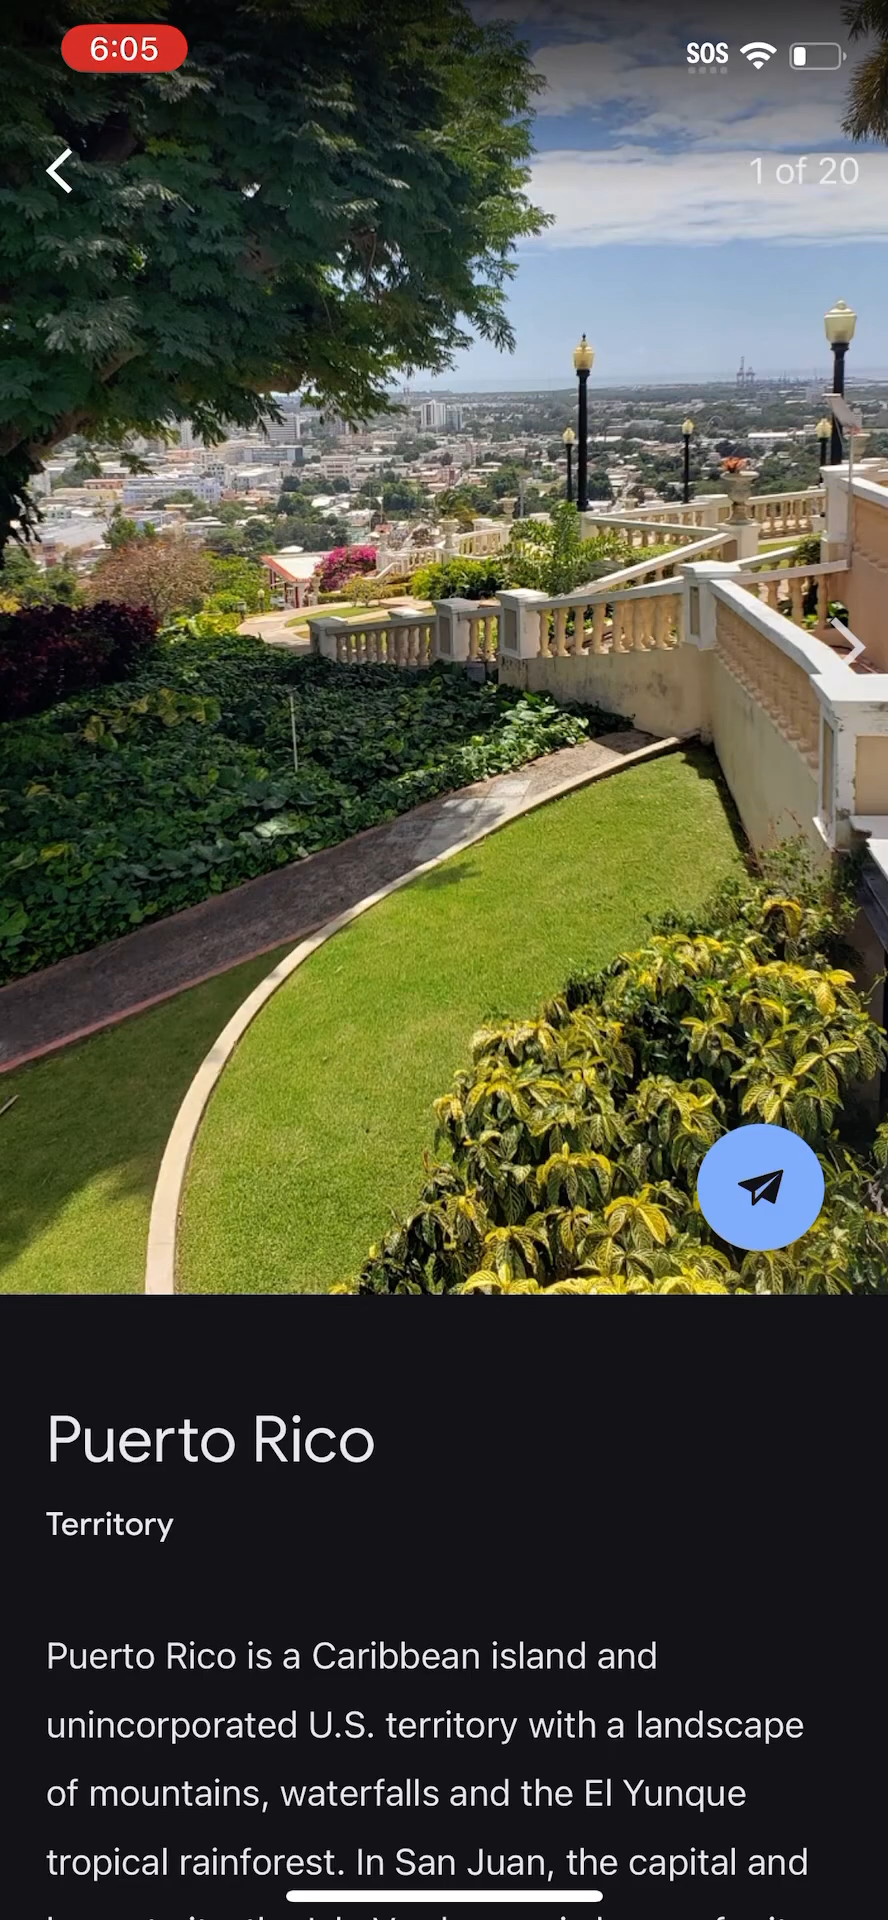 6:05
SOS
1 of 20
Puerto Rico
Territory
Puerto Rico is a Caribbean island and
unincorporated U.S. territory with a landscape
of mountains, waterfalls and the El Yunque
tropical rainforest. In San Juan, the capital and